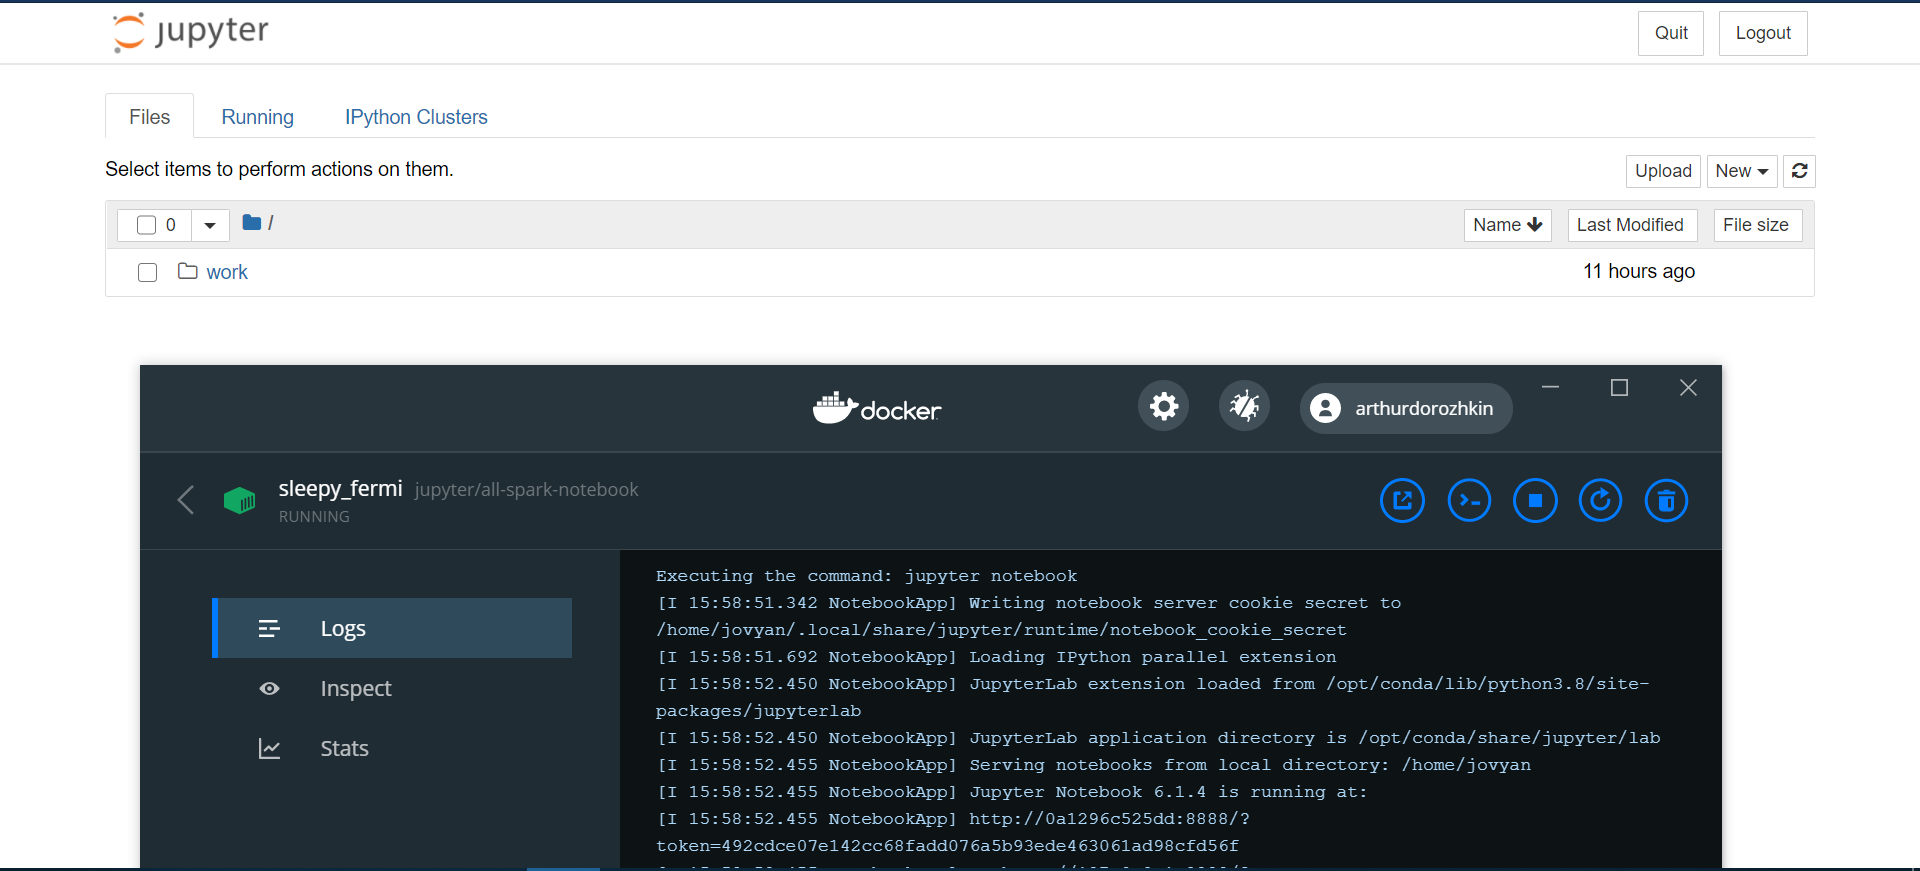 jupyter
Quit
Logout
Files
Running
IPython Clusters
Select items to perform actions on them.
Upload
New
0
/
Name
Last Modified
File size
work
11 hours ago
docker
arthurdorozhkin
sleepy_fermi jupyter/all-spark-notebook
RUNNING
Logs
Inspect
Stats
Executing the command: jupyter notebook
[I 15:58:51.342 NotebookApp] Writing notebook server cookie secret to
/home/jovyan/.local/share/jupyter/runtime/notebook_cookie_secret
[I 15:58:51.692 NotebookApp] Loading IPython parallel extension
[I 15:58:52.450 NotebookApp] JupyterLab extension loaded from /opt/conda/lib/python3.8/site-
packages/jupyterlab
[I 15:58:52.450 NotebookApp] JupyterLab application directory is /opt/conda/share/jupyter/lab
[I 15:58:52.455 NotebookApp] Serving notebooks from local directory: /home/jovyan
[I 15:58:52.455 NotebookApp] Jupyter Notebook 6.1.4 is running at:
[I 15:58:52.455 NotebookApp] http://0a1296c525dd:8888/?
token=492cdce07e142cc68fadd076a5b93ede463061ad98cfd56f